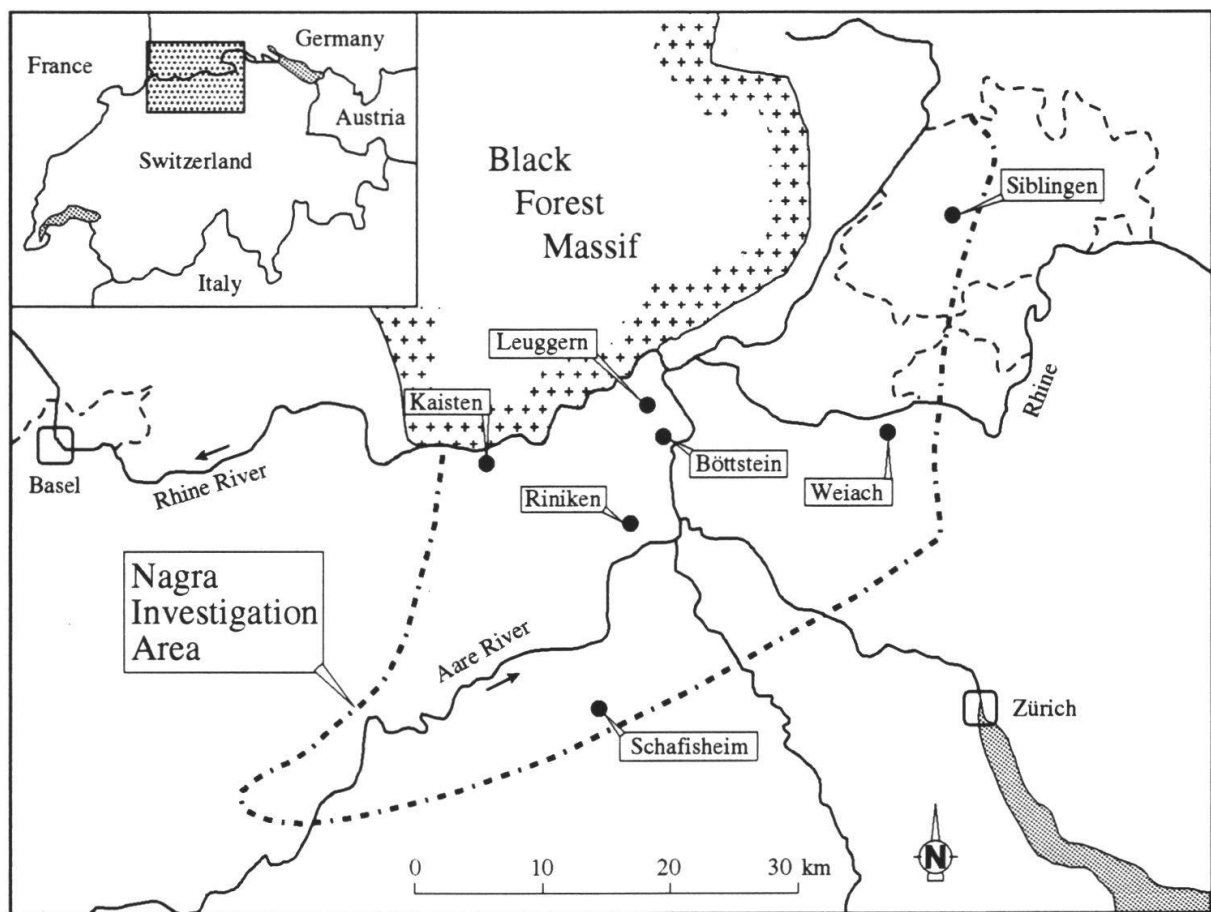 France
Germany
Austria
Switzerland
Italy
Black
Forest
Massif
Siblingen
Leuggern
Kaisten
Rhine
Basel
Rhine River
Böttstein
Weiach
Riniken
Nagra
Investigation
Area
Aare River
Schafisheim
Zürich
N
0 10 20 30 km